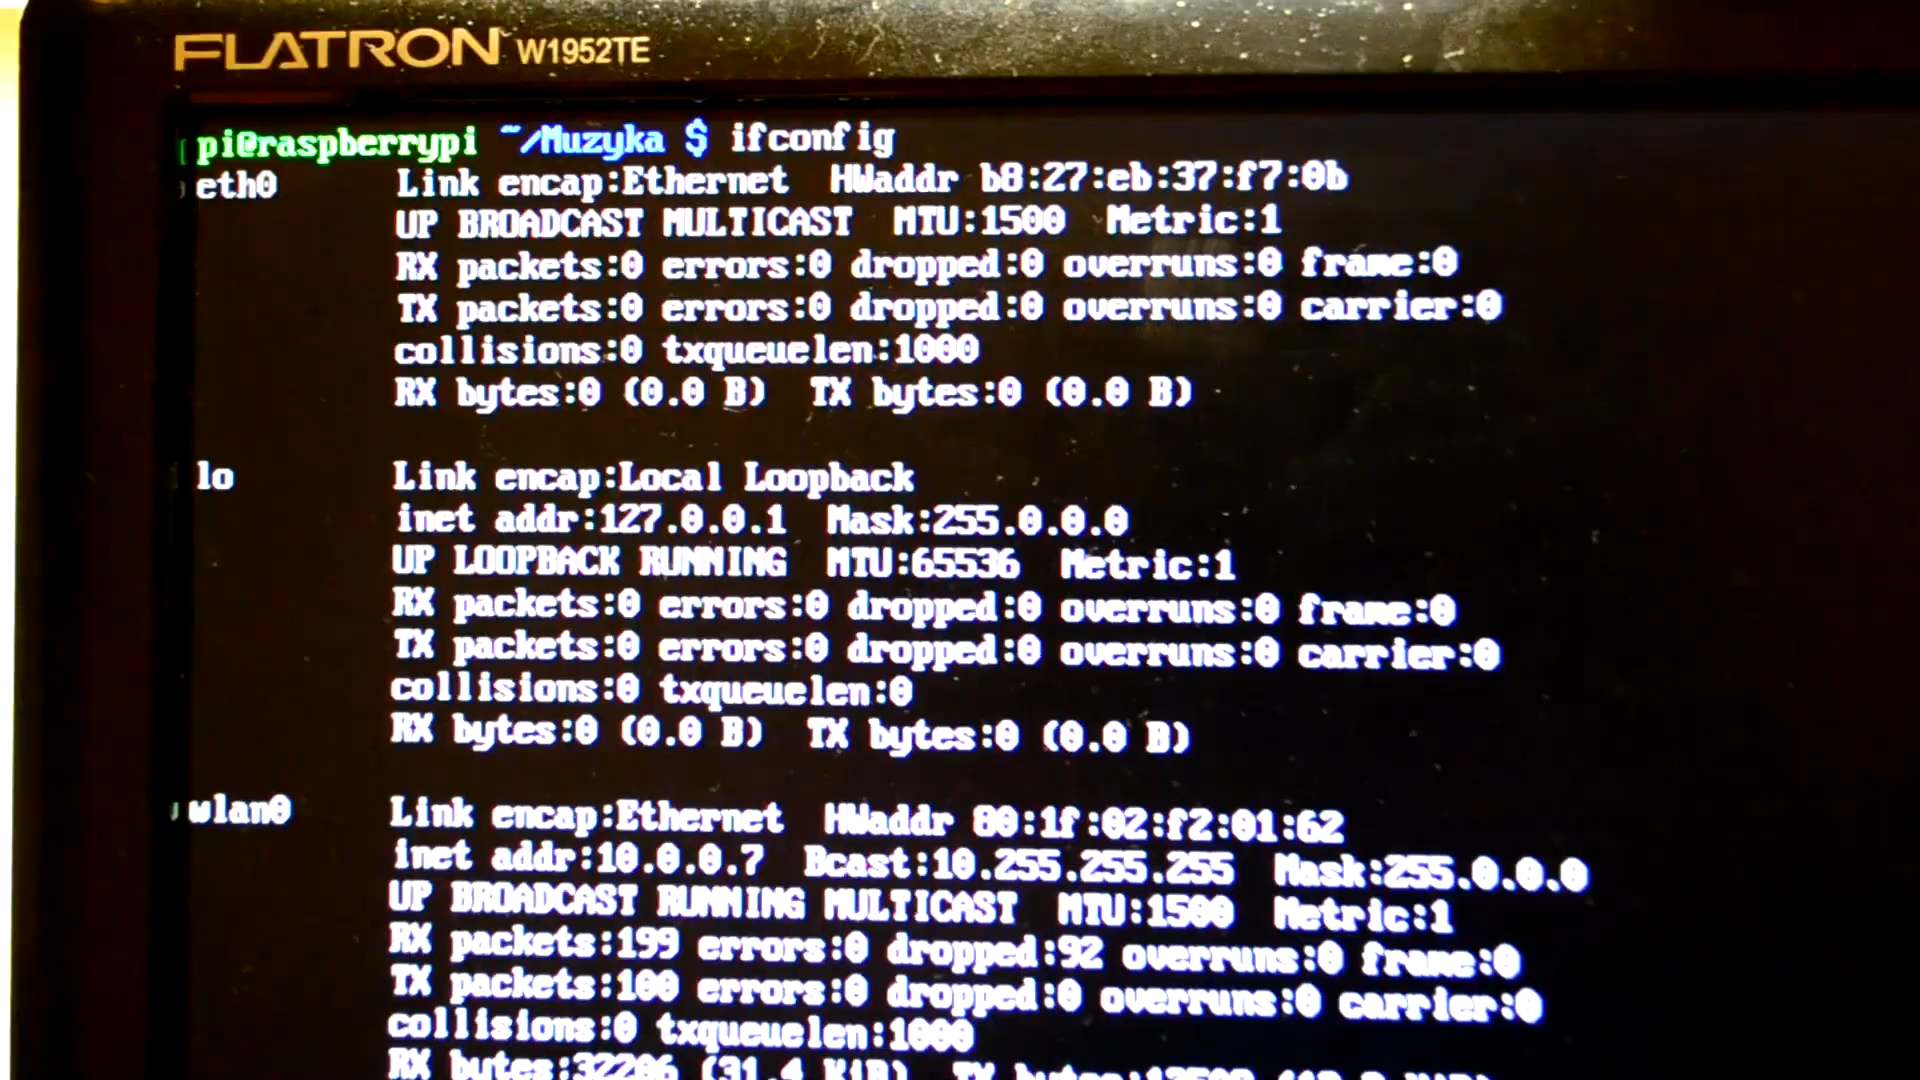 FLATRON W1952TE
pi@raspberrypi ~/Muzyka $ ifconfig
eth0 Link encap:Ethernet HWaddr b8:27:eb:37:f7:0b
UP BROADCAST MULTICAST MTU:1500 Metric:1
RX packets:0 errors:0 dropped:0 overruns:0 frame:0
TX packets:0 errors:0 dropped:0 overruns:0 carrier:0
collisions:0 txqueuelen:1000
RX bytes:0 (0.0 B) TX bytes:0 (0.0 B)
lo Link encap:Local Loopback
inet addr:127.0.0.1 Mask:255.0.0.0
UP LOOPBACK RUNNING MTU:65536 Metric:1
RX packets:0 errors:0 dropped:0 overruns:0 frame:0
TX packets:0 errors:0 dropped:0 overruns:0 carrier:0
collisions:0 txqueuelen:0
RX bytes:0 (0.0 B) TX bytes:0 (0.0 B)
wlan0 Link encap:Ethernet HWaddr 80:1f:02:f2:01:62
inet addr:10.0.0.7 Bcast:10.255.255.255 Mask:255.0.0.0
UP BROADCAST RUNNING MULTICAST MTU:1500 Metric:1
RX packets:199 errors:0 dropped:92 overruns:0 frame:0
TX packets:100 errors:0 dropped:0 overruns:0 carrier:0
collisions:0 txqueuelen:1000
RX bytes:32206 (31.4 KiB) TX